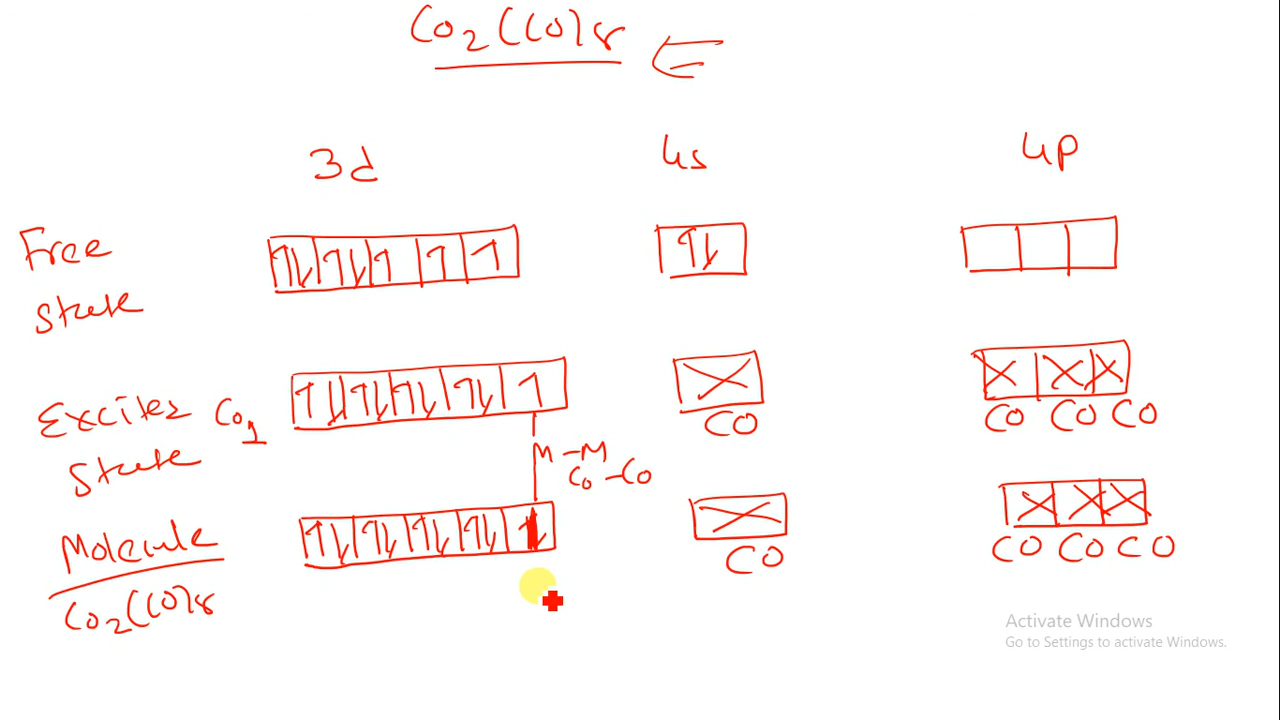 Co2(CO)8
3d 4s 4p
Free
State
↿⇂ ↿⇂ ↿ ↿ ↿ ↿⇂
Excited Co1
State
↿⇂ ↿⇂ ↿⇂ ↿⇂ ↿ X X X X
CO CO CO CO
M-M
Co-Co
Molecule
↿⇂ ↿⇂ ↿⇂ ↿⇂ X X X X
CO CO CO CO
Co2(CO)8
Activate Windows
Go to Settings to activate Windows.